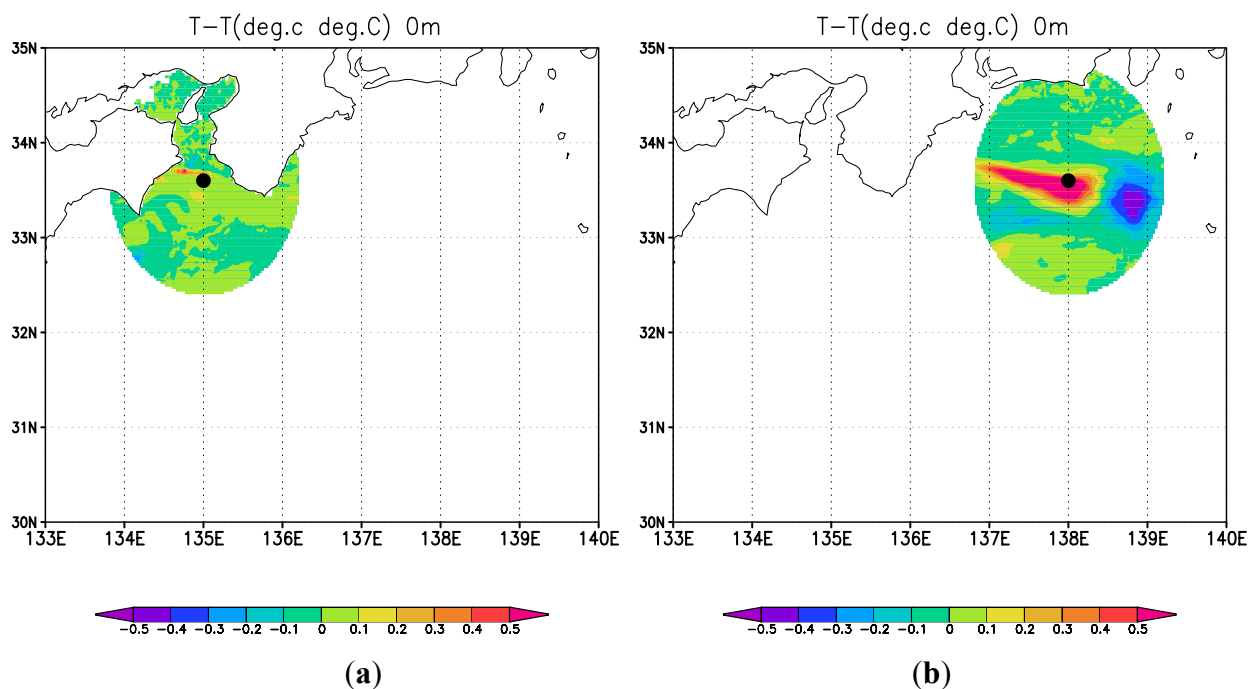 T-T(deg.c deg.C) 0m
35N
34N
33N
32N
31N
30N
133E 134E 135E 136E 137E 138E 139E 140E
-0.5 -0.4 -0.3 -0.2 -0.1 0 0.1 0.2 0.3 0.4 0.5
(a)
T-T(deg.c deg.C) 0m
35N
34N
33N
32N
31N
30N
133E 134E 135E 136E 137E 138E 139E 140E
-0.5 -0.4 -0.3 -0.2 -0.1 0 0.1 0.2 0.3 0.4 0.5
(b)